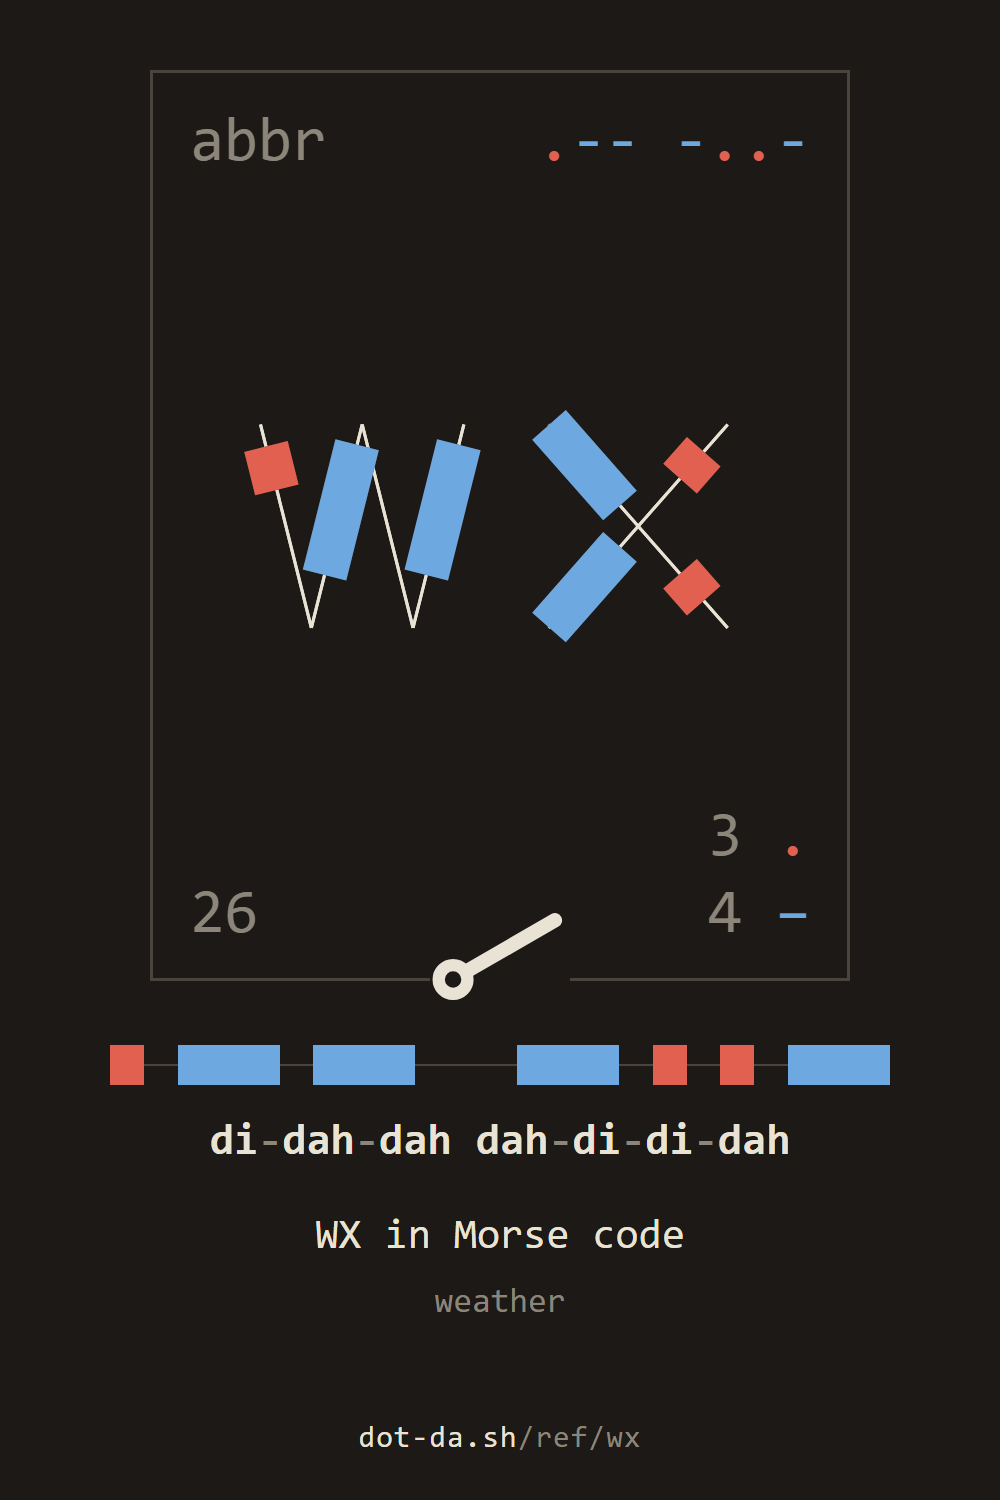 abbr .-- -..-
WX
3 .
26 4 -
di-dah-dah dah-di-di-dah
WX in Morse code
weather
dot-da.sh/ref/wx